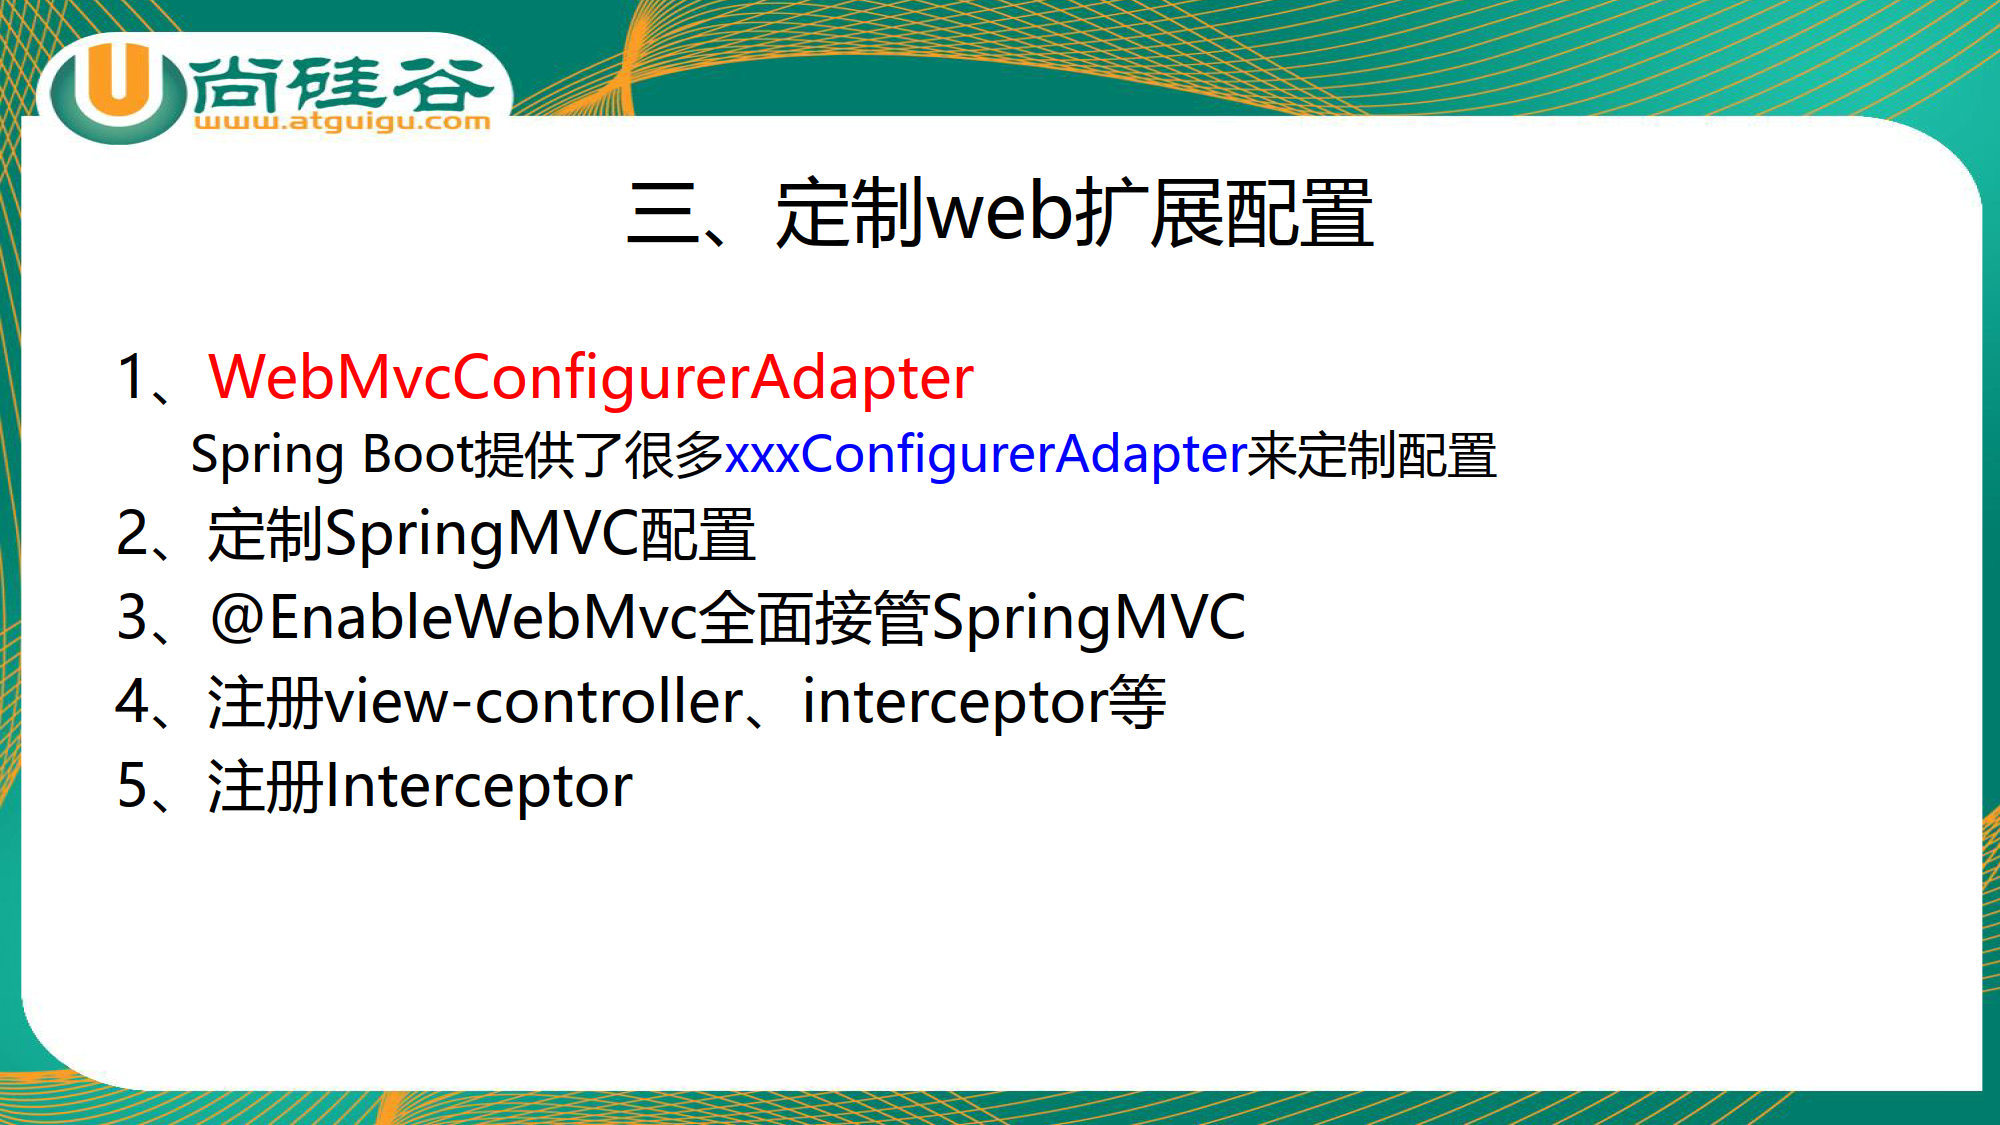 尚硅谷
www.atguigu.com
三、定制web扩展配置
1、WebMvcConfigurerAdapter
Spring Boot提供了很多xxxConfigurerAdapter来定制配置
2、定制SpringMVC配置
3、@EnableWebMvc全面接管SpringMVC
4、注册view-controller、interceptor等
5、注册Interceptor